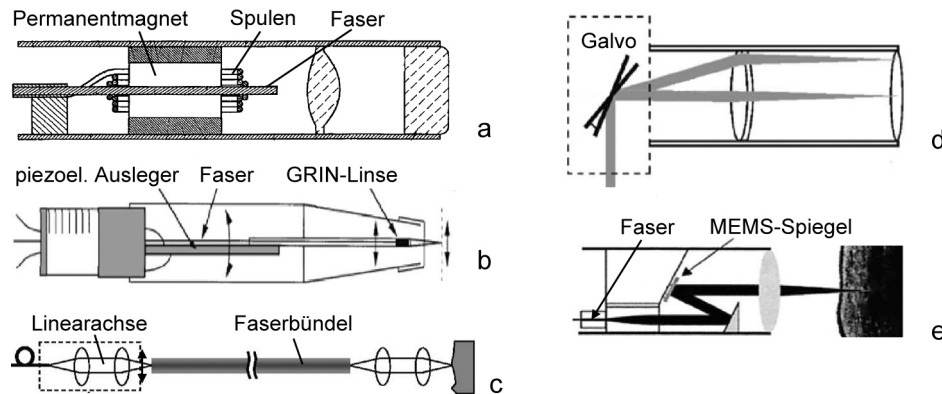 Permanentmagnet Spulen Faser
a
piezoel. Ausleger Faser GRIN-Linse
b
Linearachse Faserbündel
c
Galvo
d
Faser MEMS-Spiegel
e